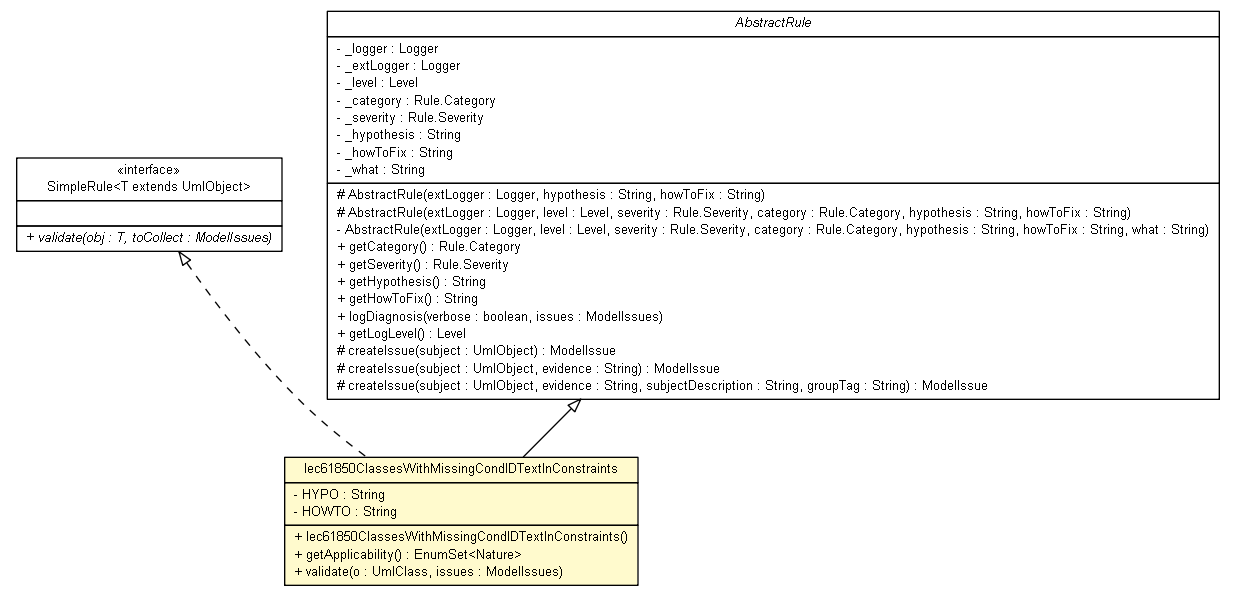 AbstractRule
- _logger : Logger
- _extLogger : Logger
- _level : Level
- _category : Rule.Category
- _severity : Rule.Severity
- _hypothesis : String
- _howToFix : String
- _what : String
# AbstractRule(extLogger : Logger, hypothesis : String, howToFix : String)
# AbstractRule(extLogger : Logger, level : Level, severity : Rule.Severity, category : Rule.Category, hypothesis : String, howToFix : String)
- AbstractRule(extLogger : Logger, level : Level, severity : Rule.Severity, category : Rule.Category, hypothesis : String, howToFix : String, what : String)
+ getCategory() : Rule.Category
+ getSeverity() : Rule.Severity
+ getHypothesis() : String
+ getHowToFix() : String
+ logDiagnosis(verbose : boolean, issues : ModelIssues)
+ getLogLevel() : Level
# createIssue(subject : UmlObject) : ModelIssue
# createIssue(subject : UmlObject, evidence : String) : ModelIssue
# createIssue(subject : UmlObject, evidence : String, subjectDescription : String, groupTag : String) : ModelIssue
«interface»
SimpleRule<T extends UmlObject>
+ validate(obj : T, toCollect : ModelIssues)
Iec61850ClassesWithMissingCondIDTextInConstraints
- HYPO : String
- HOWTO : String
+ Iec61850ClassesWithMissingCondIDTextInConstraints()
+ getApplicability() : EnumSet<Nature>
+ validate(o : UmlClass, issues : ModelIssues)